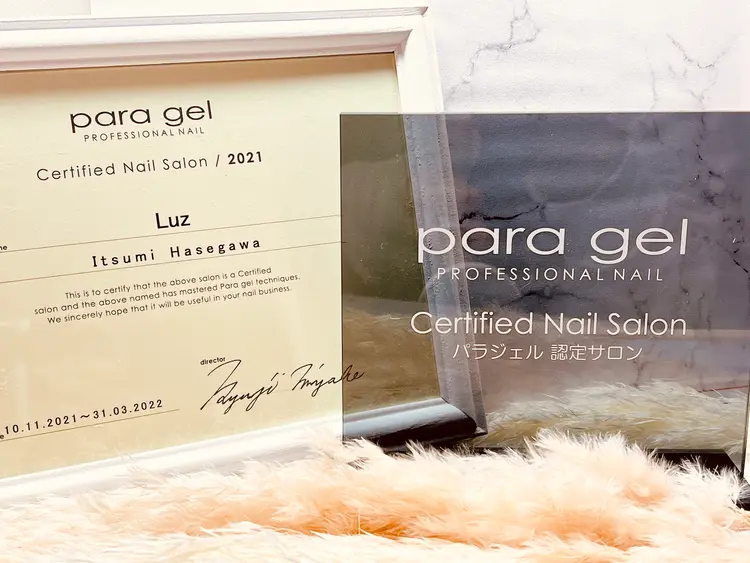 para gel
PROFESSIONAL NAIL
Certified Nail Salon / 2021
Luz
Itsumi Hasegawa
This is to certify that the above salon is a Certified
salon and the above named has mastered Para gel techniques.
We sincerely hope that it will be useful in your nail business.
director
Ryuji Miyake
10.11.2021～31.03.2022
para gel
PROFESSIONAL NAIL
Certified Nail Salon
パラジェル 認定サロン